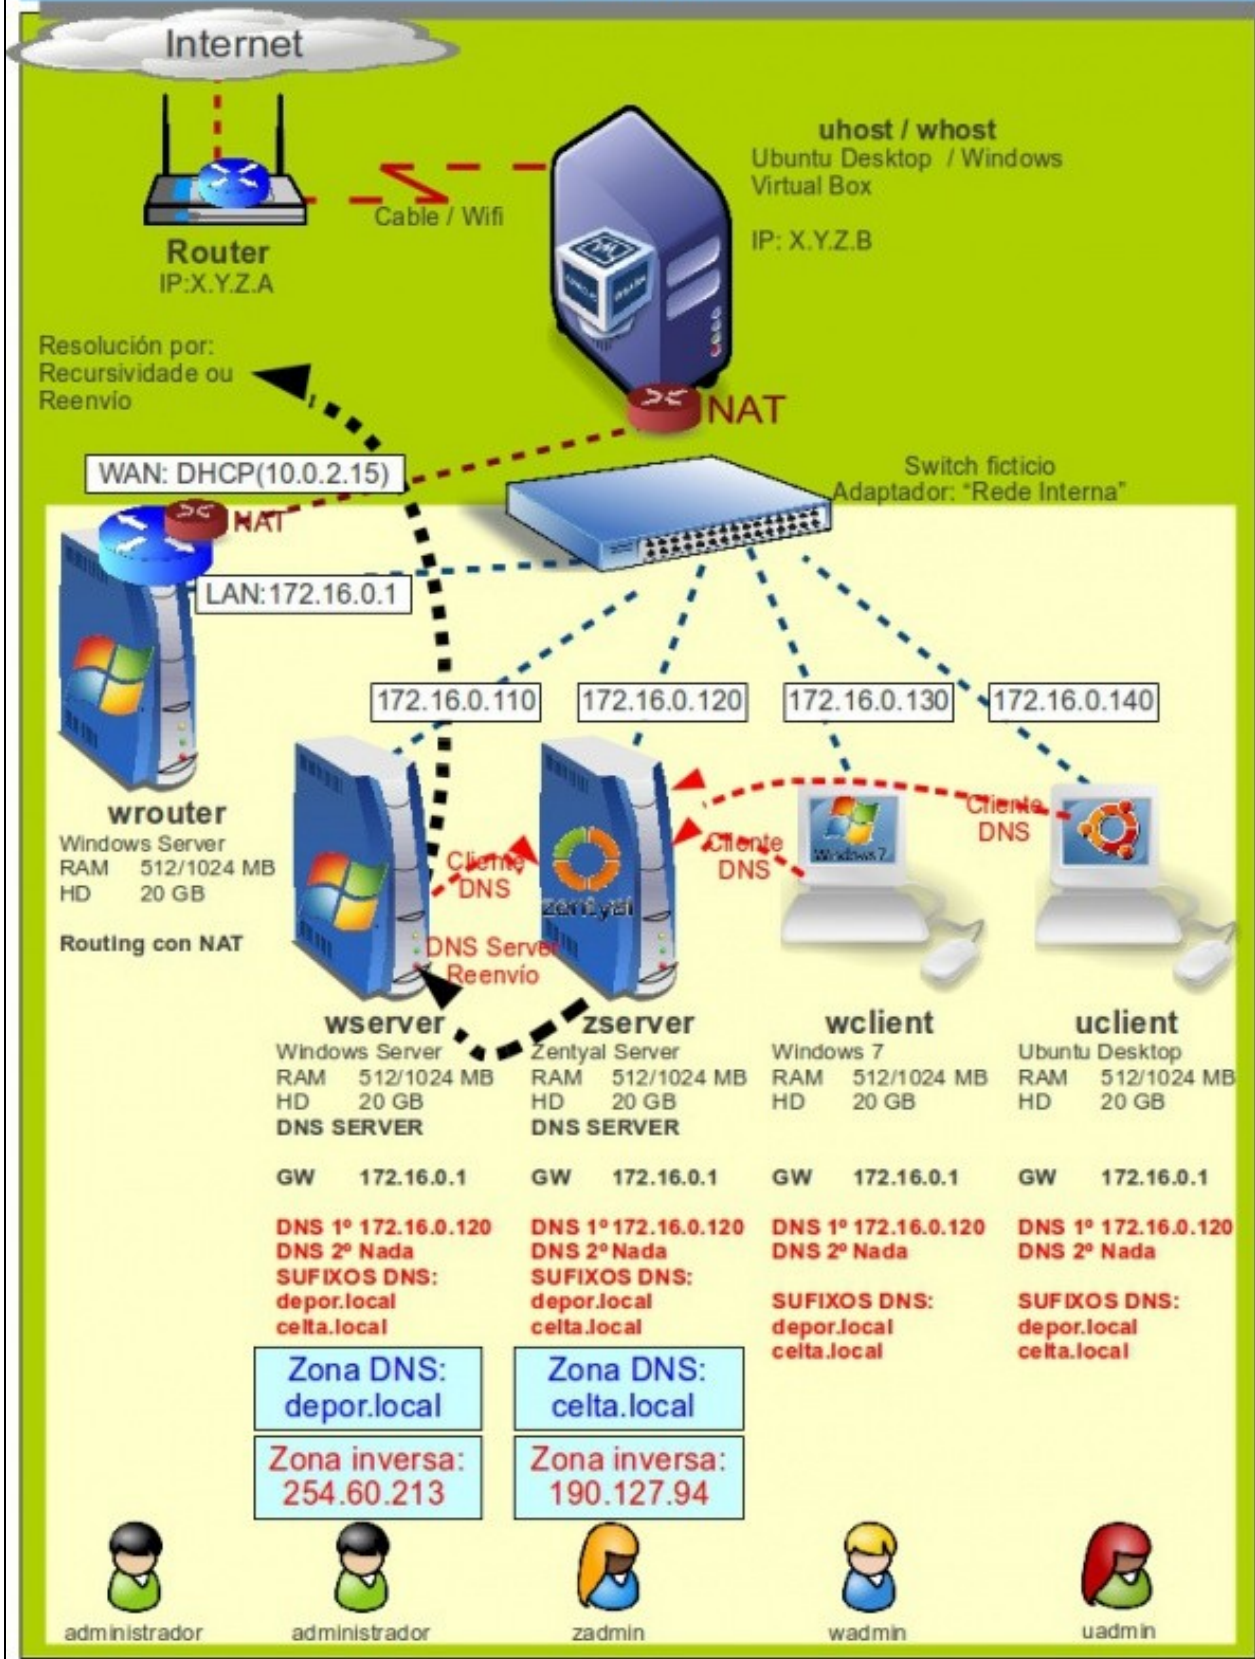 Internet
uhost / whost
Ubuntu Desktop / Windows
Virtual Box
IP: X.Y.Z.B
Cable / Wifi
Router
IP:X.Y.Z.A
Resolución por:
Recursividade ou
Reenvío
NAT
WAN: DHCP(10.0.2.15)
Switch ficticio
Adaptador: “Rede Interna”
NAT
LAN:172.16.0.1
172.16.0.110
172.16.0.120
172.16.0.130
172.16.0.140
wrouter
Windows Server
RAM 512/1024 MB
HD 20 GB
Routing con NAT
Cliente
DNS
Cliente
DNS
Cliente
DNS
Windows 7
zentyal
DNS Server
Reenvío
wserver
Windows Server
RAM 512/1024 MB
HD 20 GB
DNS SERVER
GW 172.16.0.1
DNS 1º 172.16.0.120
DNS 2º Nada
SUFIXOS DNS:
depor.local
celta.local
Zona DNS:
depor.local
Zona inversa:
254.60.213
zserver
Zentyal Server
RAM 512/1024 MB
HD 20 GB
DNS SERVER
GW 172.16.0.1
DNS 1º 172.16.0.120
DNS 2º Nada
SUFIXOS DNS:
depor.local
celta.local
Zona DNS:
celta.local
Zona inversa:
190.127.94
wclient
Windows 7
RAM 512/1024 MB
HD 20 GB
GW 172.16.0.1
DNS 1º 172.16.0.120
DNS 2º Nada
SUFIXOS DNS:
depor.local
celta.local
uclient
Ubuntu Desktop
RAM 512/1024 MB
HD 20 GB
GW 172.16.0.1
DNS 1º 172.16.0.120
DNS 2º Nada
SUFIXOS DNS:
depor.local
celta.local
administrador
administrador
zadmin
wadmin
uadmin